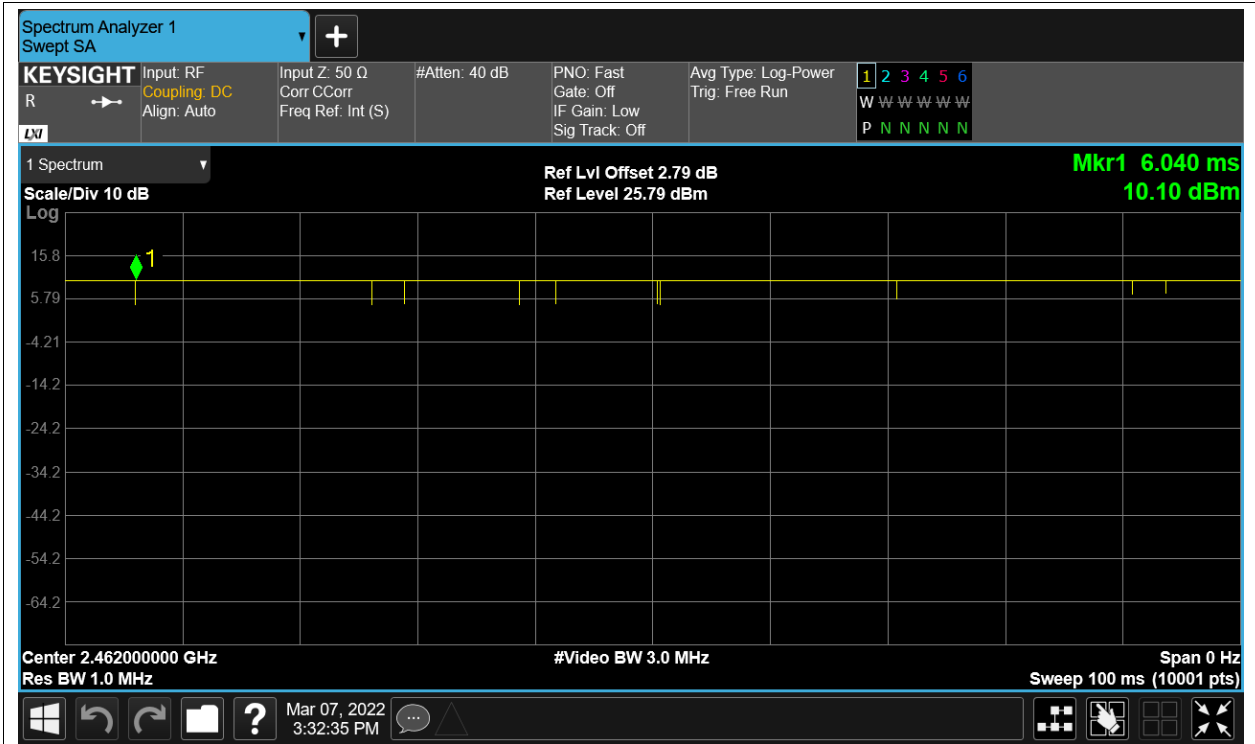 Spectrum Analyzer 1
Swept SA
KEYSIGHT
R
LXI
Input: RF
Coupling: DC
Align: Auto
Input Z: 50 Ω
Corr CCorr
Freq Ref: Int (S)
#Atten: 40 dB
PNO: Fast
Gate: Off
IF Gain: Low
Sig Track: Off
Avg Type: Log-Power
Trig: Free Run
1 2 3 4 5 6
W W W W W W
P N N N N N
1 Spectrum
Scale/Div 10 dB
Log
Ref Lvl Offset 2.79 dB
Ref Level 25.79 dBm
Mkr1 6.040 ms
10.10 dBm
1
15.8
5.79
-4.21
-14.2
-24.2
-34.2
-44.2
-54.2
-64.2
Center 2.462000000 GHz
Res BW 1.0 MHz
#Video BW 3.0 MHz
Span 0 Hz
Sweep 100 ms (10001 pts)
?
Mar 07, 2022
3:32:35 PM